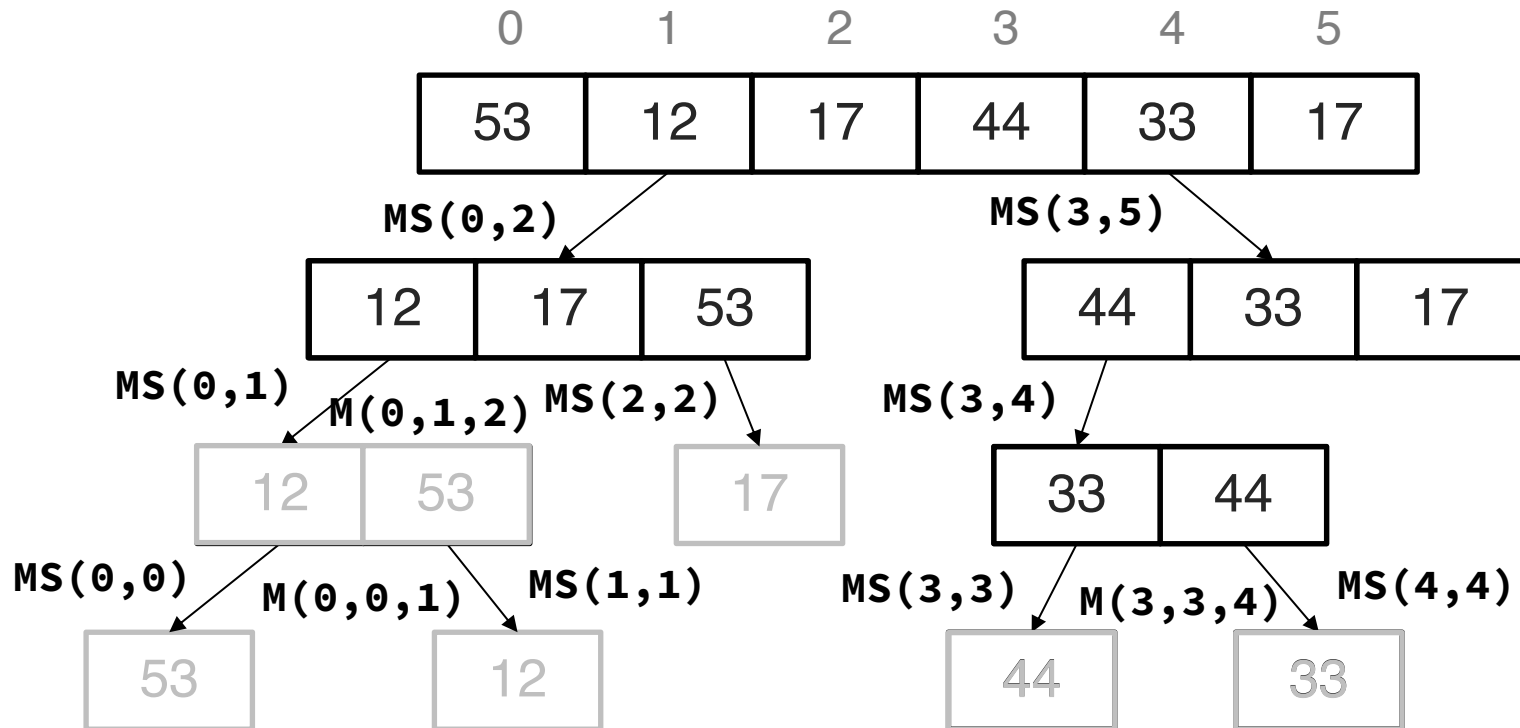 0 1 2 3 4 5
53 12 17 44 33 17
MS(0,2) MS(3,5)
12 17 53 44 33 17
MS(0,1) M(0,1,2) MS(2,2) MS(3,4)
12 53 17 33 44
MS(0,0) M(0,0,1) MS(1,1) MS(3,3) M(3,3,4) MS(4,4)
53 12 44 33